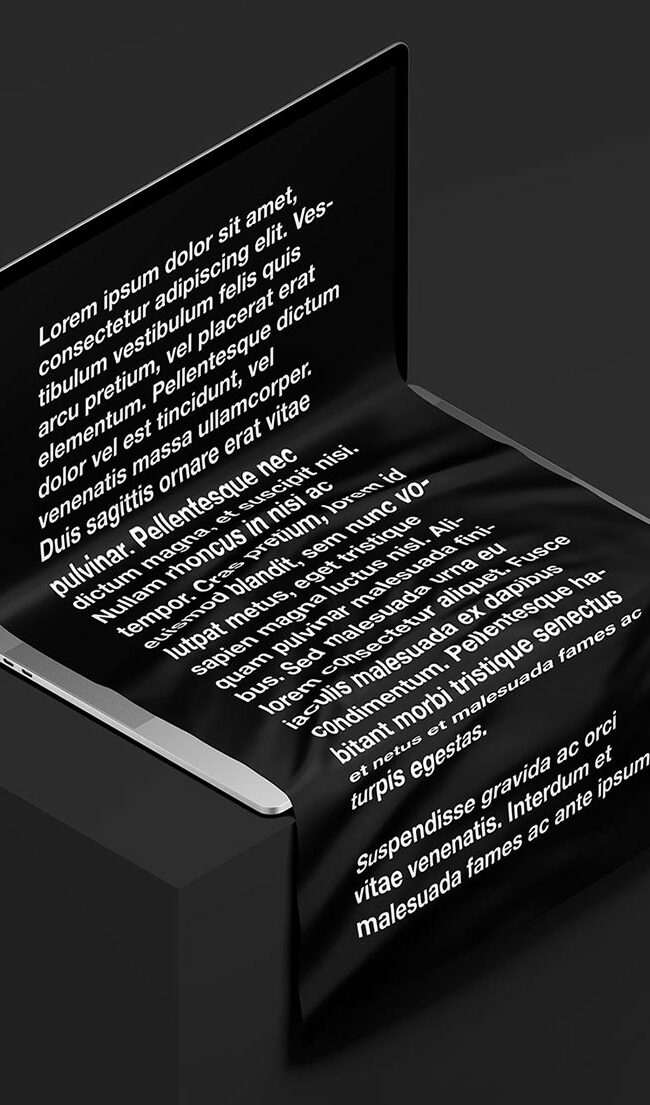 Lorem ipsum dolor sit amet,
consectetur adipiscing elit. Ves-
tibulum vestibulum felis quis
arcu pretium, vel placerat erat
elementum. Pellentesque dictum
dolor vel est tincidunt, vel
venenatis massa ullamcorper.
Duis sagittis ornare erat vitae
pulvinar. Pellentesque nec
dictum magna, et suscipit nisi.
Nullam rhoncus in nisi ac
tempor. Cras pretium, lorem id
euismod blandit, sem nunc vo-
lutpat metus, eget tristique
sapien magna luctus nisl. Ali-
quam pulvinar malesuada fini-
bus. Sed malesuada urna eu
lorem consectetur aliquet. Fusce
iaculis malesuada ex dapibus
condimentum. Pellentesque ha-
bitant morbi tristique senectus
et netus et malesuada fames ac
turpis egestas.
Suspendisse gravida ac orci
vitae venenatis. Interdum et
malesuada fames ac ante ipsum